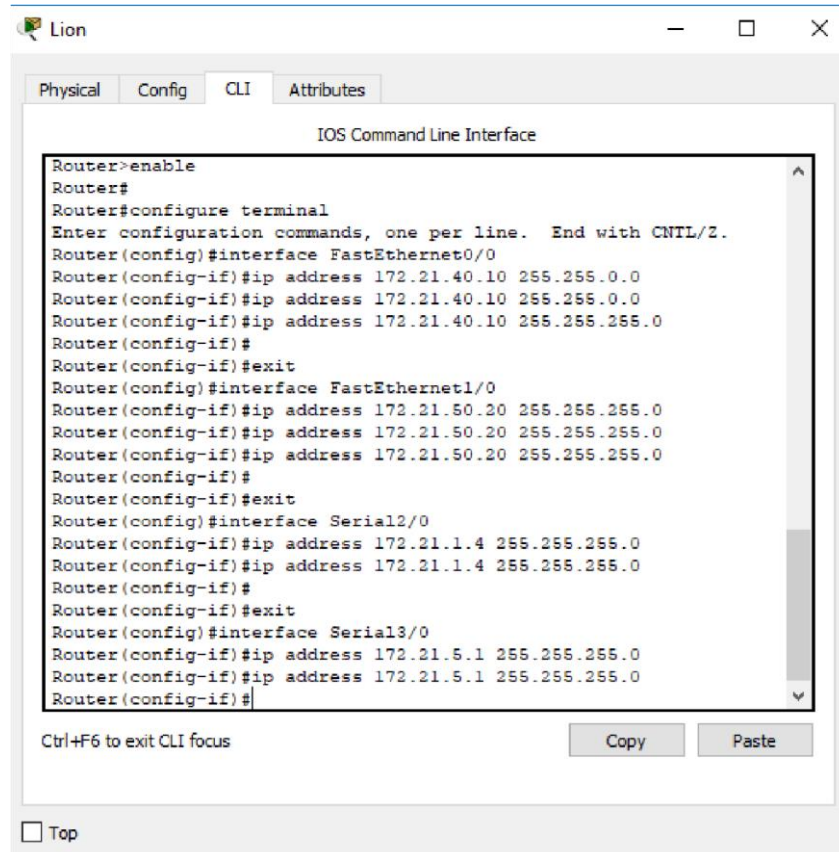 Lion
Physical Config CLI Attributes
IOS Command Line Interface
Router>enable
Router#
Router#configure terminal
Enter configuration commands, one per line.  End with CNTL/Z.
Router(config)#interface FastEthernet0/0
Router(config-if)#ip address 172.21.40.10 255.255.0.0
Router(config-if)#ip address 172.21.40.10 255.255.0.0
Router(config-if)#ip address 172.21.40.10 255.255.255.0
Router(config-if)#
Router(config-if)#exit
Router(config)#interface FastEthernet1/0
Router(config-if)#ip address 172.21.50.20 255.255.255.0
Router(config-if)#ip address 172.21.50.20 255.255.255.0
Router(config-if)#ip address 172.21.50.20 255.255.255.0
Router(config-if)#
Router(config-if)#exit
Router(config)#interface Serial2/0
Router(config-if)#ip address 172.21.1.4 255.255.255.0
Router(config-if)#ip address 172.21.1.4 255.255.255.0
Router(config-if)#
Router(config-if)#exit
Router(config)#interface Serial3/0
Router(config-if)#ip address 172.21.5.1 255.255.255.0
Router(config-if)#ip address 172.21.5.1 255.255.255.0
Router(config-if)#
Ctrl+F6 to exit CLI focus Copy Paste
Top